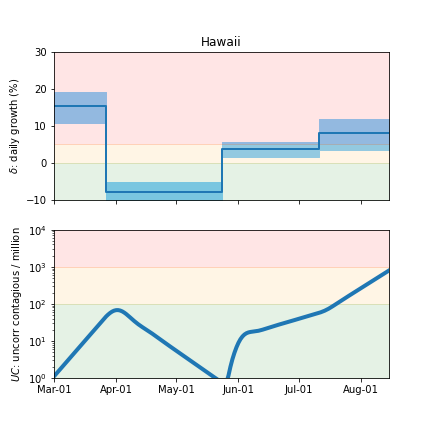 Hawaii
δ: daily growth (%)
30
20
10
0
−10
UC: uncorr contagious / million
10⁴
10³
10²
10¹
10⁰
Mar-01 Apr-01 May-01 Jun-01 Jul-01 Aug-01